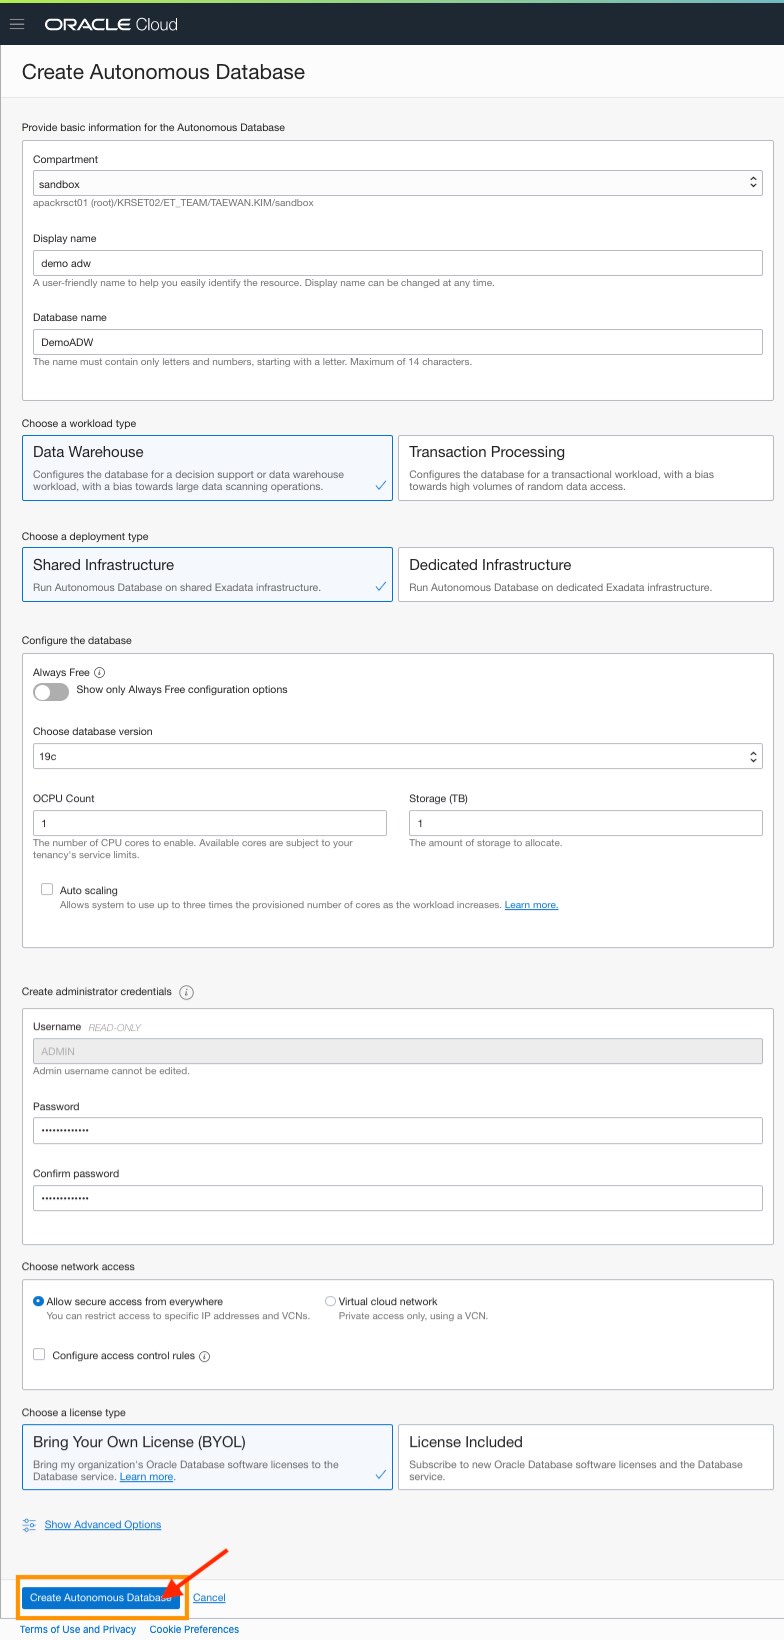 ORACLE Cloud
Create Autonomous Database
Provide basic information for the Autonomous Database
Compartment
sandbox
apackrsct01 (root)/KRSET02/ET_TEAM/TAEWAN.KIM/sandbox
Display name
demo adw
A user-friendly name to help you easily identify the resource. Display name can be changed at any time.
Database name
DemoADW
The name must contain only letters and numbers, starting with a letter. Maximum of 14 characters.
Choose a workload type
Data Warehouse
Configures the database for a decision support or data warehouse
workload, with a bias towards large data scanning operations.
Transaction Processing
Configures the database for a transactional workload, with a bias
towards high volumes of random data access.
Choose a deployment type
Shared Infrastructure
Run Autonomous Database on shared Exadata infrastructure.
Dedicated Infrastructure
Run Autonomous Database on dedicated Exadata infrastructure.
Configure the database
Always Free
Show only Always Free configuration options
Choose database version
19c
OCPU Count
1
The number of CPU cores to enable. Available cores are subject to your
tenancy's service limits.
Storage (TB)
1
The amount of storage to allocate.
Auto scaling
Allows system to use up to three times the provisioned number of cores as the workload increases. Learn more.
Create administrator credentials
Username READ-ONLY
ADMIN
Admin username cannot be edited.
Password
•••••••••••••
Confirm password
•••••••••••••
Choose network access
Allow secure access from everywhere
You can restrict access to specific IP addresses and VCNs.
Virtual cloud network
Private access only, using a VCN.
Configure access control rules
Choose a license type
Bring Your Own License (BYOL)
Bring my organization's Oracle Database software licenses to the
Database service. Learn more.
License Included
Subscribe to new Oracle Database software licenses and the Database
service.
Show Advanced Options
Create Autonomous Database
Cancel
Terms of Use and Privacy Cookie Preferences